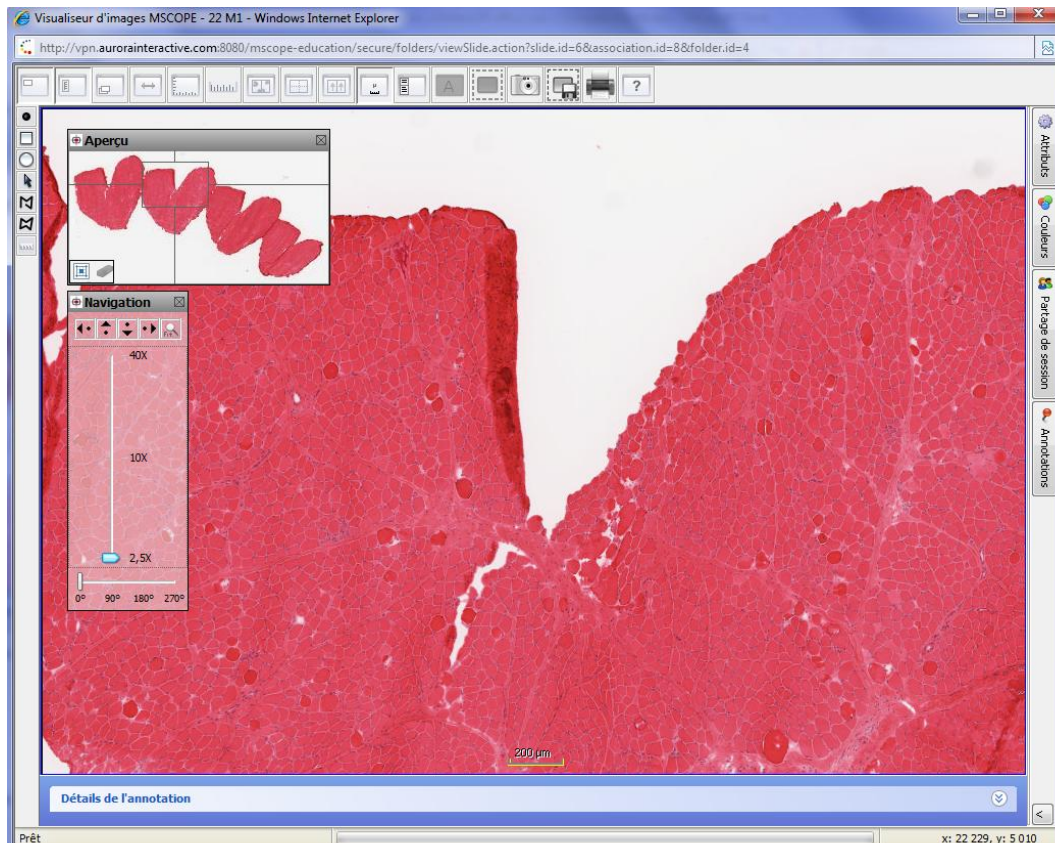 Visualiseur d'images MSCOPE - 22 M1 - Windows Internet Explorer
http://vpn.aurorainteractive.com:8080/mscope-education/secure/folders/viewSlide.action?slide.id=6&association.id=8&folder.id=4
μ
A
?
Aperçu
Navigation
40X
10X
2,5X
0° 90° 180° 270°
Attributs
Couleurs
Partage de session
Annotations
200 µm
Détails de l'annotation
<
Prêt
x: 22 229, y: 5 010